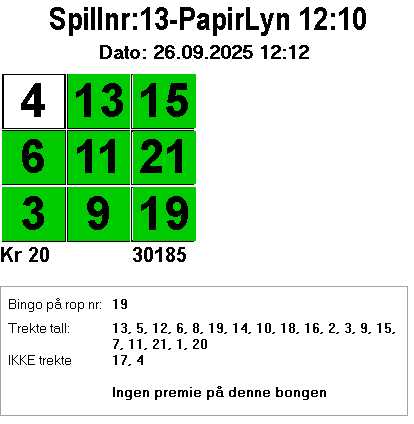 Spillnr:13-PapirLyn 12:10
Dato: 26.09.2025 12:12
4 13 15
6 11 21
3 9 19
Kr 20 30185
Bingo på rop nr: 19
Trekte tall: 13, 5, 12, 6, 8, 19, 14, 10, 18, 16, 2, 3, 9, 15,
7, 11, 21, 1, 20
IKKE trekte 17, 4
Ingen premie på denne bongen